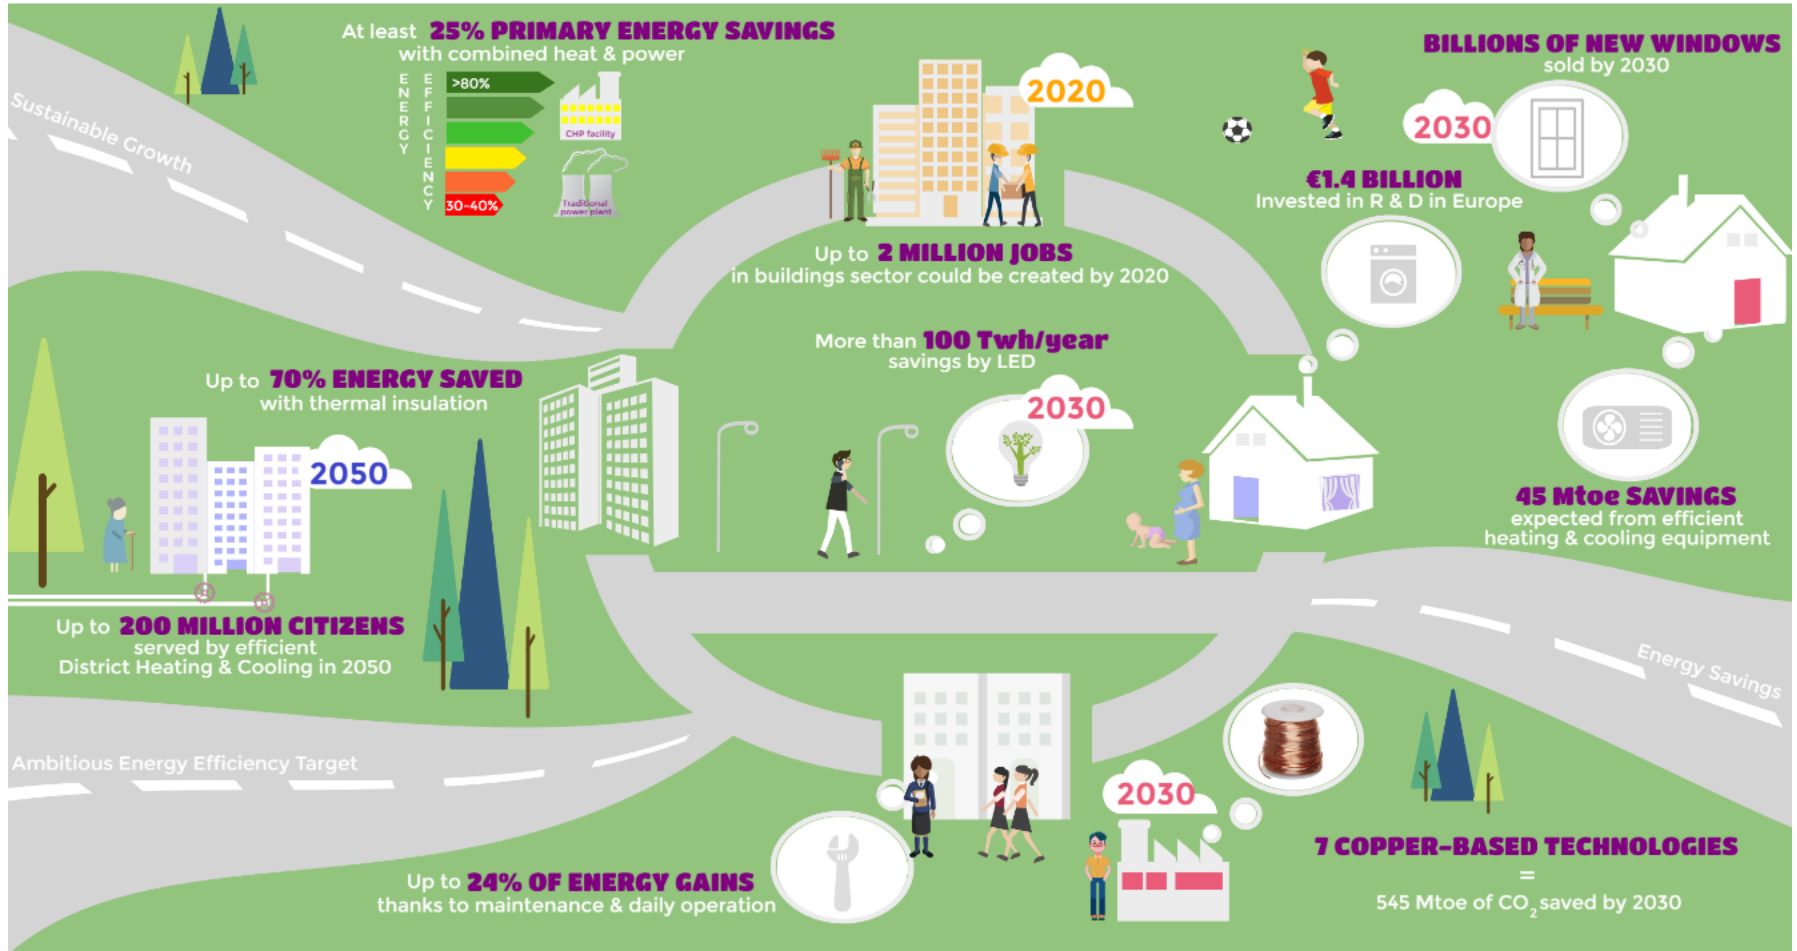 At least 25% PRIMARY ENERGY SAVINGS
with combined heat & power
ENERGY
EFFICIENCY
>80%
30-40%
CHP facility
Traditional
power plant
Sustainable Growth
2020
Up to 2 MILLION JOBS
in buildings sector could be created by 2020
BILLIONS OF NEW WINDOWS
sold by 2030
2030
€1.4 BILLION
Invested in R & D in Europe
More than 100 Twh/year
savings by LED
2030
Up to 70% ENERGY SAVED
with thermal insulation
2050
45 Mtoe SAVINGS
expected from efficient
heating & cooling equipment
Up to 200 MILLION CITIZENS
served by efficient
District Heating & Cooling in 2050
Energy Savings
Ambitious Energy Efficiency Target
2030
Up to 24% OF ENERGY GAINS
thanks to maintenance & daily operation
7 COPPER-BASED TECHNOLOGIES
=
545 Mtoe of CO2 saved by 2030